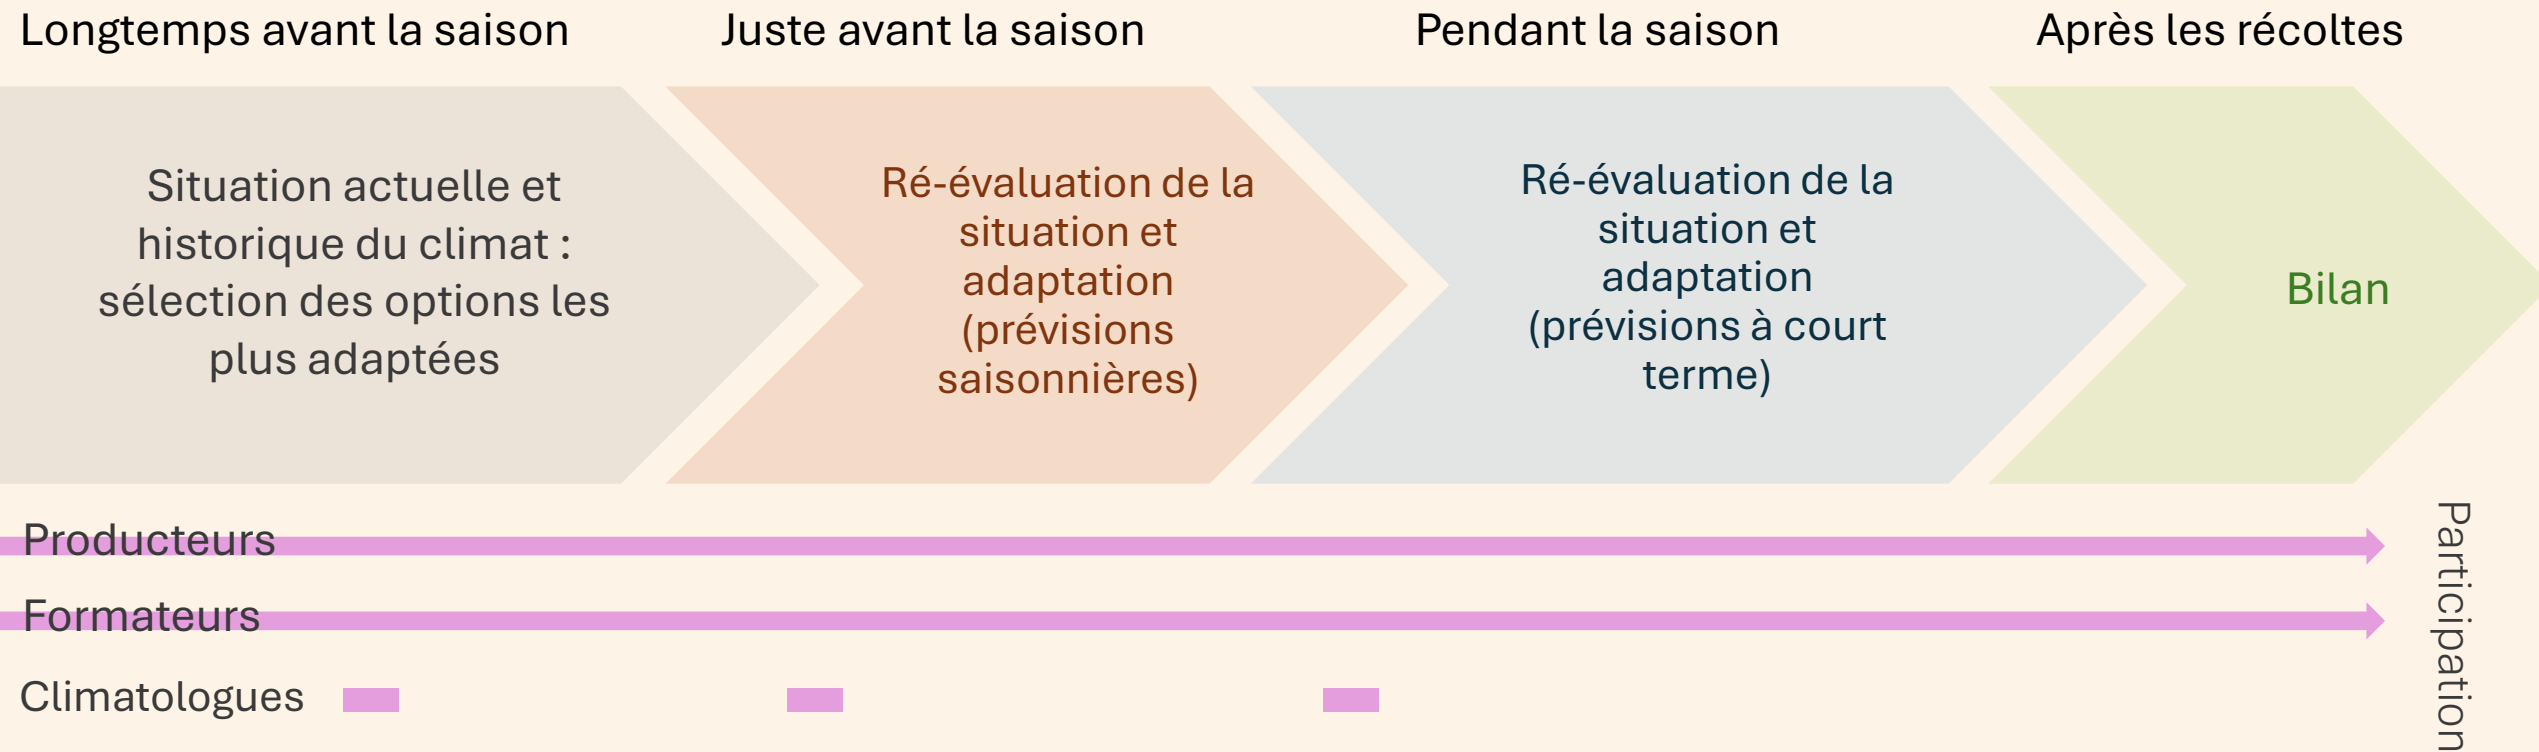 Longtemps avant la saison
Juste avant la saison
Pendant la saison
Après les récoltes
Situation actuelle et
historique du climat :
sélection des options les
plus adaptées
Ré-évaluation de la
situation et
adaptation
(prévisions
saisonnières)
Ré-évaluation de la
situation et
adaptation
(prévisions à court
terme)
Bilan
Producteurs
Formateurs
Climatologues
Participation